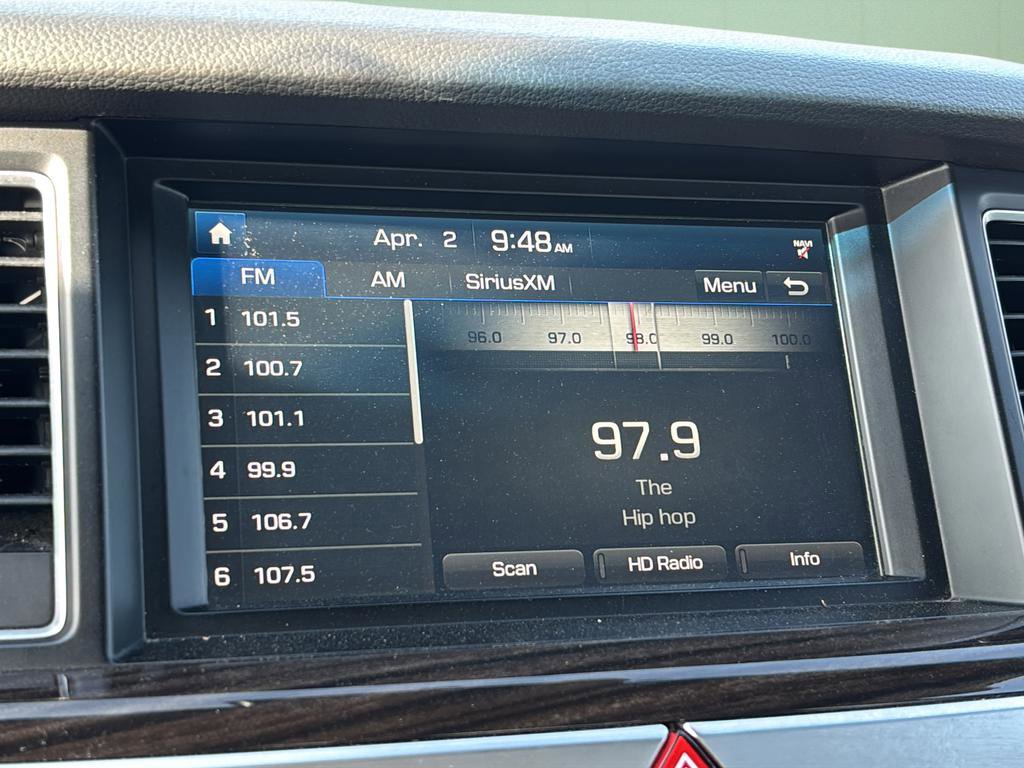 Apr. 2 9:48 AM
NAVI
FM AM SiriusXM Menu
1 101.5
2 100.7
3 101.1
4 99.9
5 106.7
6 107.5
96.0 97.0 98.0 99.0 100.0
97.9
The
Hip hop
Scan HD Radio Info